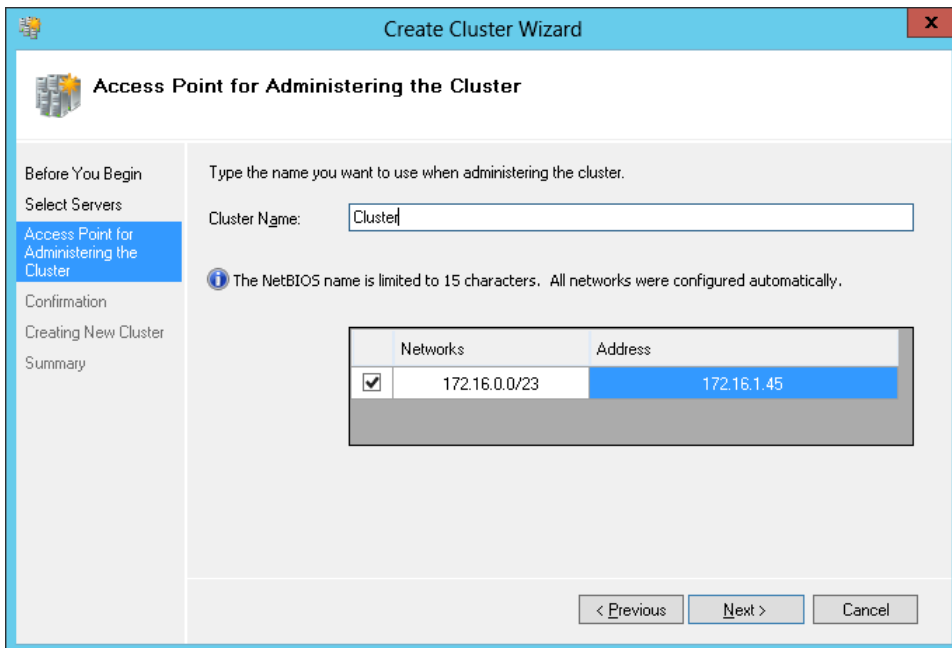 Create Cluster Wizard
x
Access Point for Administering the Cluster
Before You Begin
Select Servers
Access Point for
Administering the
Cluster
Confirmation
Creating New Cluster
Summary
Type the name you want to use when administering the cluster.
Cluster Name: Cluster
The NetBIOS name is limited to 15 characters.  All networks were configured automatically.
Networks Address
172.16.0.0/23 172.16.1.45
< Previous Next > Cancel